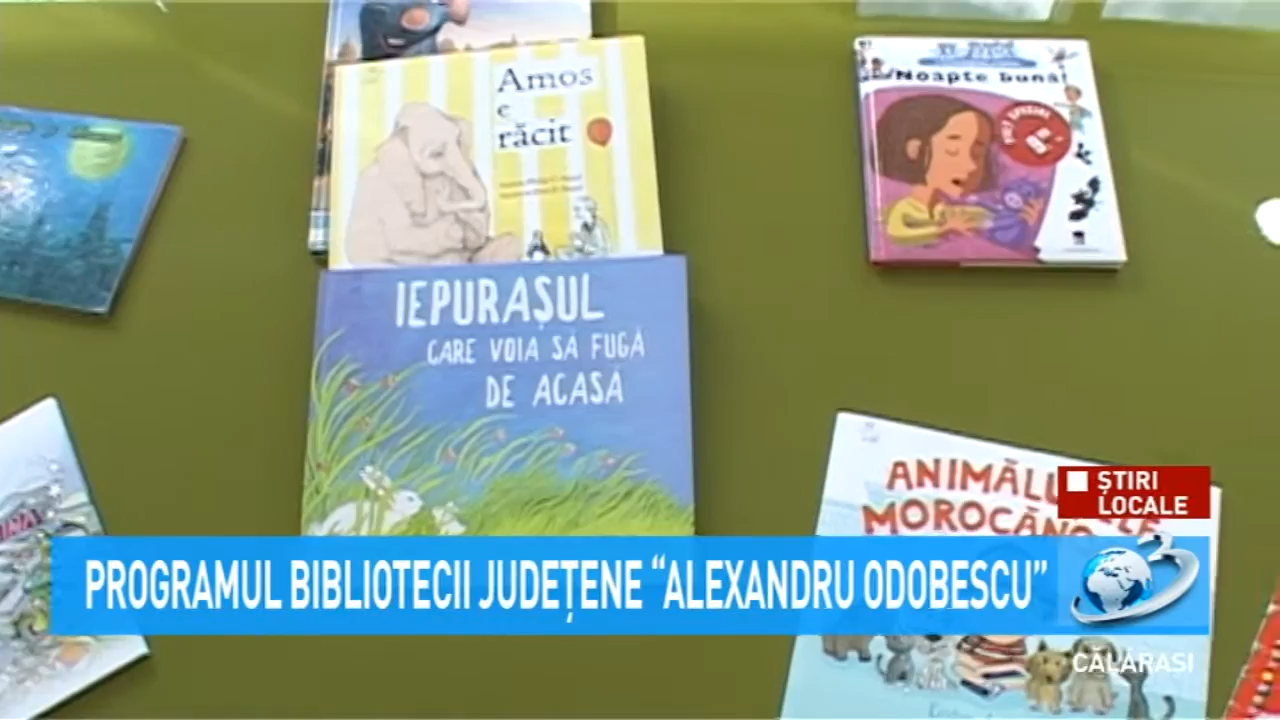 Amos
e
răcit
Noapte bună!
IEPURAȘUL
CARE VOIA SĂ FUGĂ
DE ACASĂ
MOROCĂNO
ȘTIRI
LOCALE
PROGRAMUL BIBLIOTECII JUDEȚENE “ALEXANDRU ODOBESCU”
3
CĂLĂRAȘI